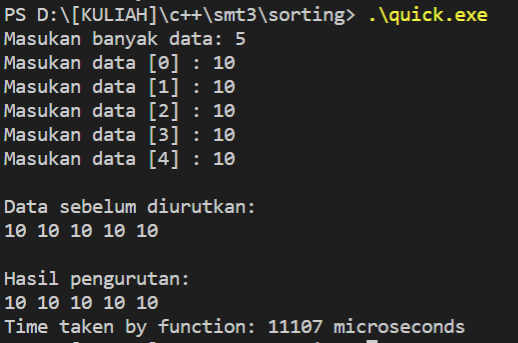 PS D:\[KULIAH]\c++\smt3\sorting> .\quick.exe
Masukan banyak data: 5
Masukan data [0] : 10
Masukan data [1] : 10
Masukan data [2] : 10
Masukan data [3] : 10
Masukan data [4] : 10
Data sebelum diurutkan:
10 10 10 10 10
Hasil pengurutan:
10 10 10 10 10
Time taken by function: 11107 microseconds